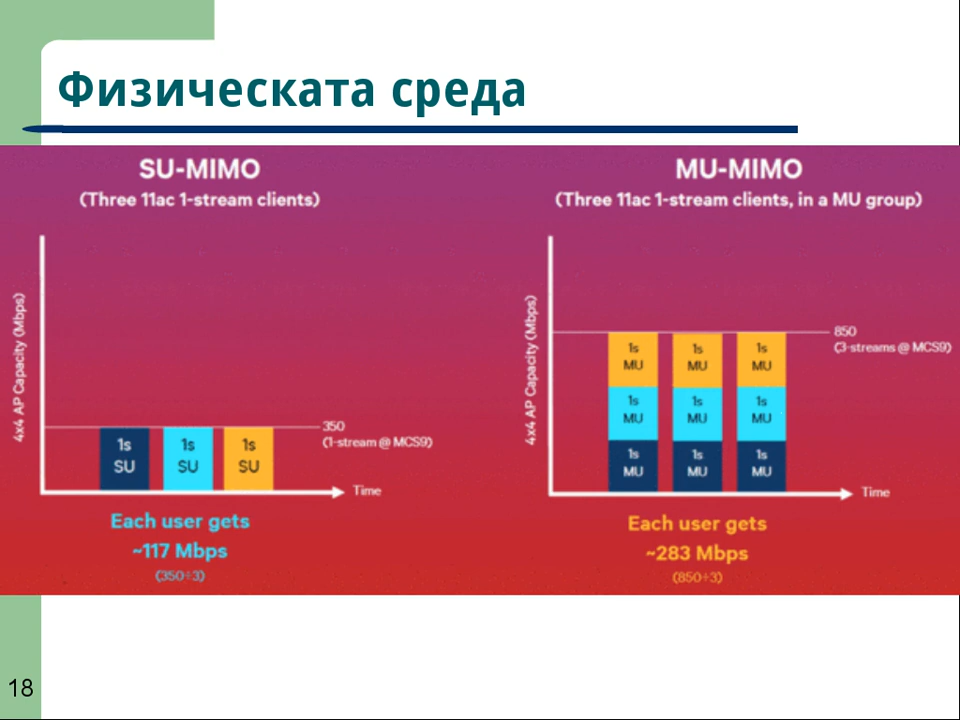 Физическата среда
SU-MIMO
(Three 11ac 1-stream clients)
4x4 AP Capacity (Mbps)
350
(1-stream @ MCS9)
1s
SU
1s
SU
1s
SU
Time
Each user gets
~117 Mbps
(350÷3)
MU-MIMO
(Three 11ac 1-stream clients, in a MU group)
4x4 AP Capacity (Mbps)
850
(3-streams @ MCS9)
1s
MU
1s
MU
1s
MU
1s
MU
1s
MU
1s
MU
1s
MU
1s
MU
1s
MU
Time
Each user gets
~283 Mbps
(850÷3)
18